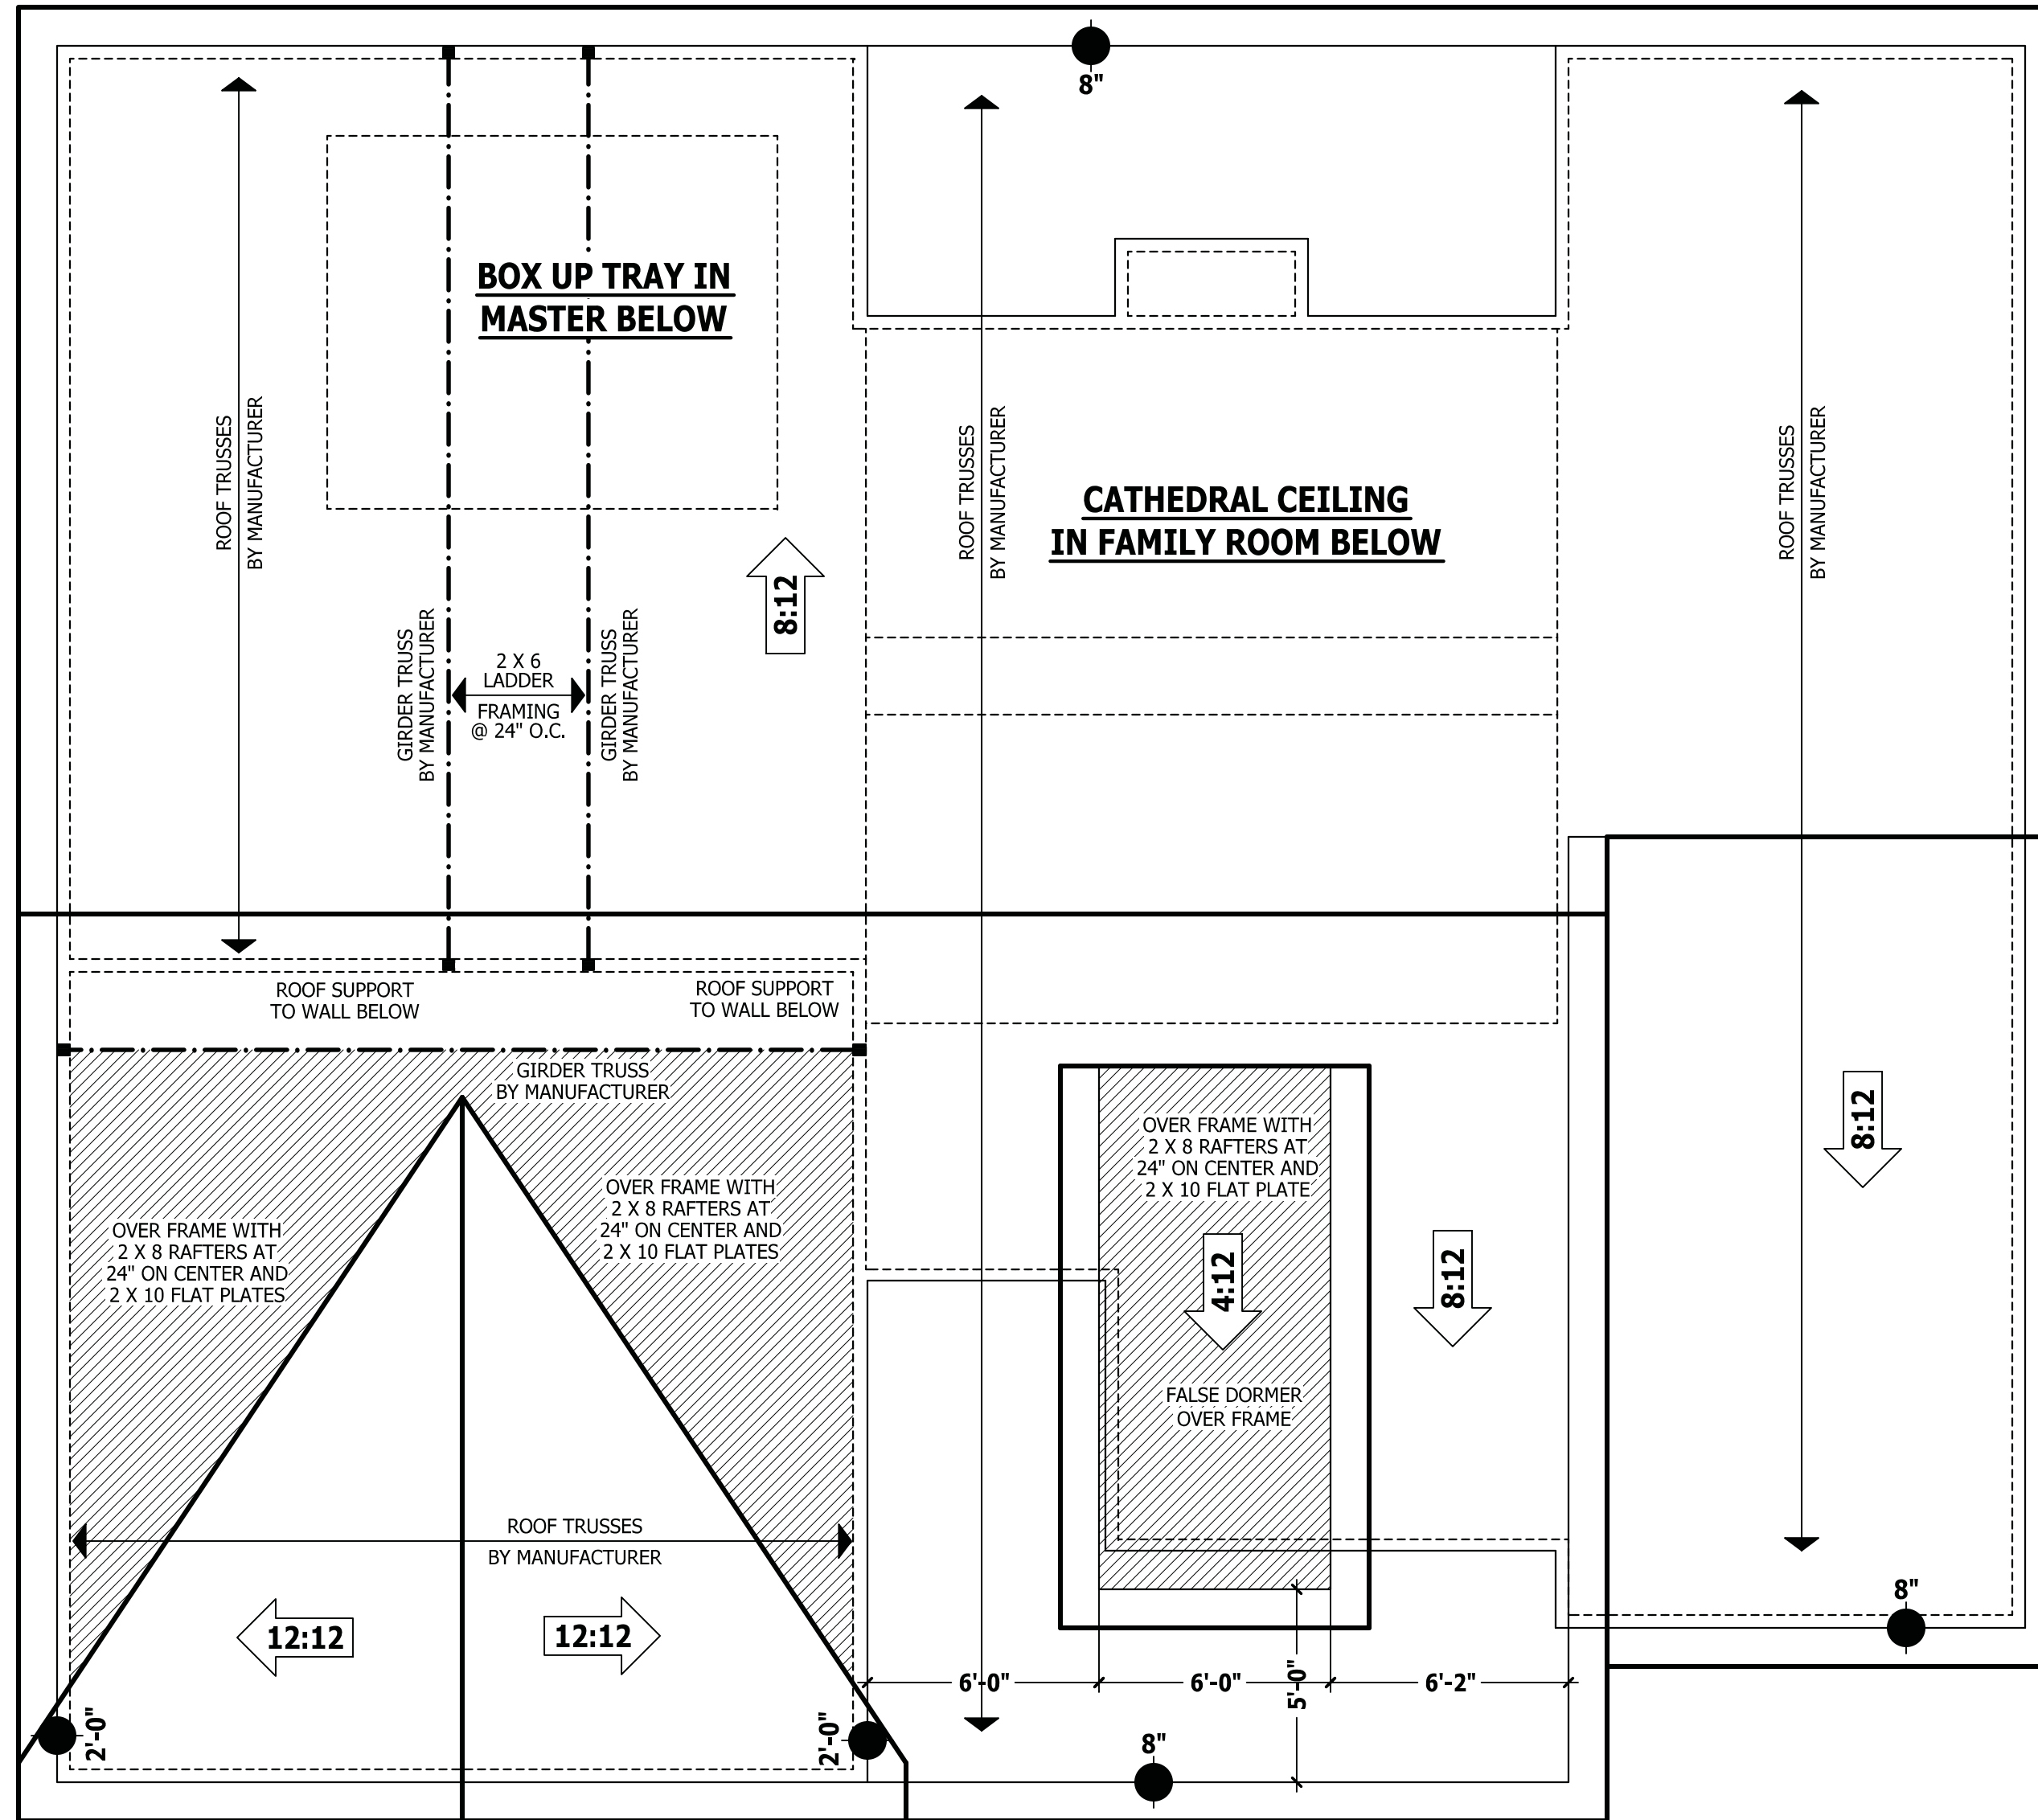 8"
BOX UP TRAY IN
MASTER BELOW
ROOF TRUSSES
BY MANUFACTURER
ROOF TRUSSES
BY MANUFACTURER
CATHEDRAL CEILING
IN FAMILY ROOM BELOW
ROOF TRUSSES
BY MANUFACTURER
8:12
GIRDER TRUSS
BY MANUFACTURER
2 X 6
LADDER
FRAMING
@ 24" O.C.
GIRDER TRUSS
BY MANUFACTURER
ROOF SUPPORT
TO WALL BELOW
ROOF SUPPORT
TO WALL BELOW
GIRDER TRUSS
BY MANUFACTURER
OVER FRAME WITH
2 X 8 RAFTERS AT
24" ON CENTER AND
2 X 10 FLAT PLATES
OVER FRAME WITH
2 X 8 RAFTERS AT
24" ON CENTER AND
2 X 10 FLAT PLATES
OVER FRAME WITH
2 X 8 RAFTERS AT
24" ON CENTER AND
2 X 10 FLAT PLATE
8:12
4:12
8:12
FALSE DORMER
OVER FRAME
ROOF TRUSSES
BY MANUFACTURER
12:12
12:12
8"
6'-0"
6'-0"
5'-0"
6'-2"
2'-0"
2'-0"
8"